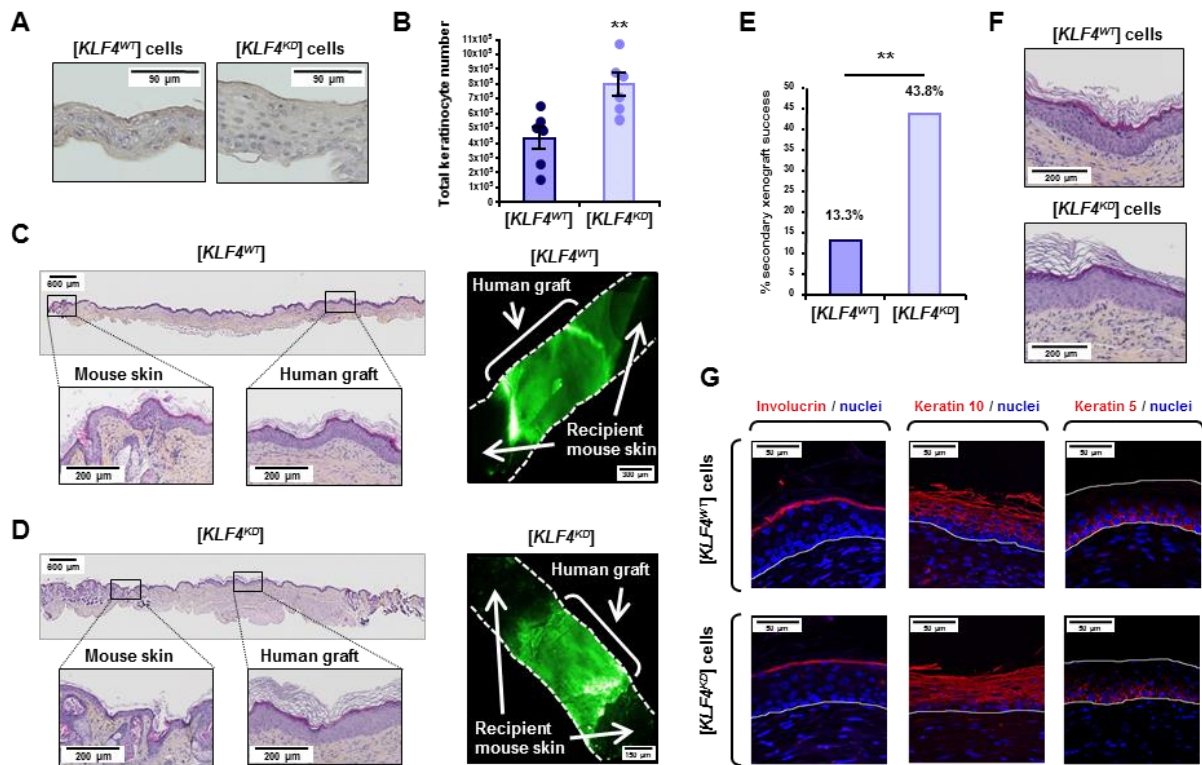 A
[KLF4WT] cells
[KLF4KD] cells
90 µm
90 µm
B
**
Total keratinocyte number
11x10⁵
10x10⁵
9x10⁵
8x10⁵
7x10⁵
6x10⁵
5x10⁵
4x10⁵
3x10⁵
2x10⁵
1x10⁵
0
[KLF4WT]
[KLF4KD]
C
[KLF4WT]
600 µm
Mouse skin
Human graft
200 µm
200 µm
[KLF4WT]
Human graft
Recipient
mouse skin
300 µm
D
[KLF4KD]
600 µm
Mouse skin
Human graft
200 µm
200 µm
[KLF4KD]
Human graft
Recipient
mouse skin
150 µm
E
**
% secondary xenograft success
50
45
40
35
30
25
20
15
10
5
0
13.3%
43.8%
[KLF4WT]
[KLF4KD]
F
[KLF4WT] cells
200 µm
[KLF4KD] cells
200 µm
G
Involucrin / nuclei
Keratin 10 / nuclei
Keratin 5 / nuclei
[KLF4WT] cells
50 µm
50 µm
50 µm
[KLF4KD] cells
50 µm
50 µm
50 µm